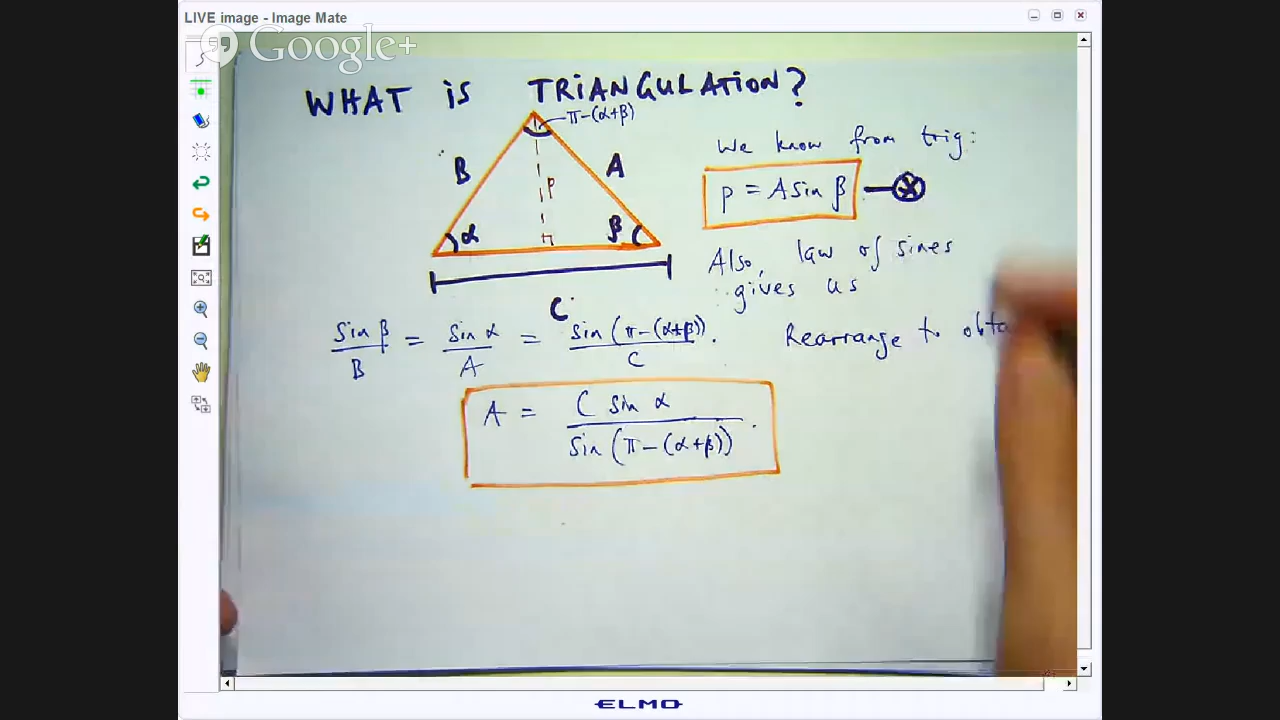 LIVE image - Image Mate
Google+
WHAT is TRIANGULATION?
π-(α+β)
B
A
p
α
β
C
We know from trig:
p = A sin β
Also, law of sines
gives us
sin β / B = sin α / A = sin (π-(α+β)) / C .
Rearrange to
A = C sin α / sin (π-(α+β)) .
ELMO